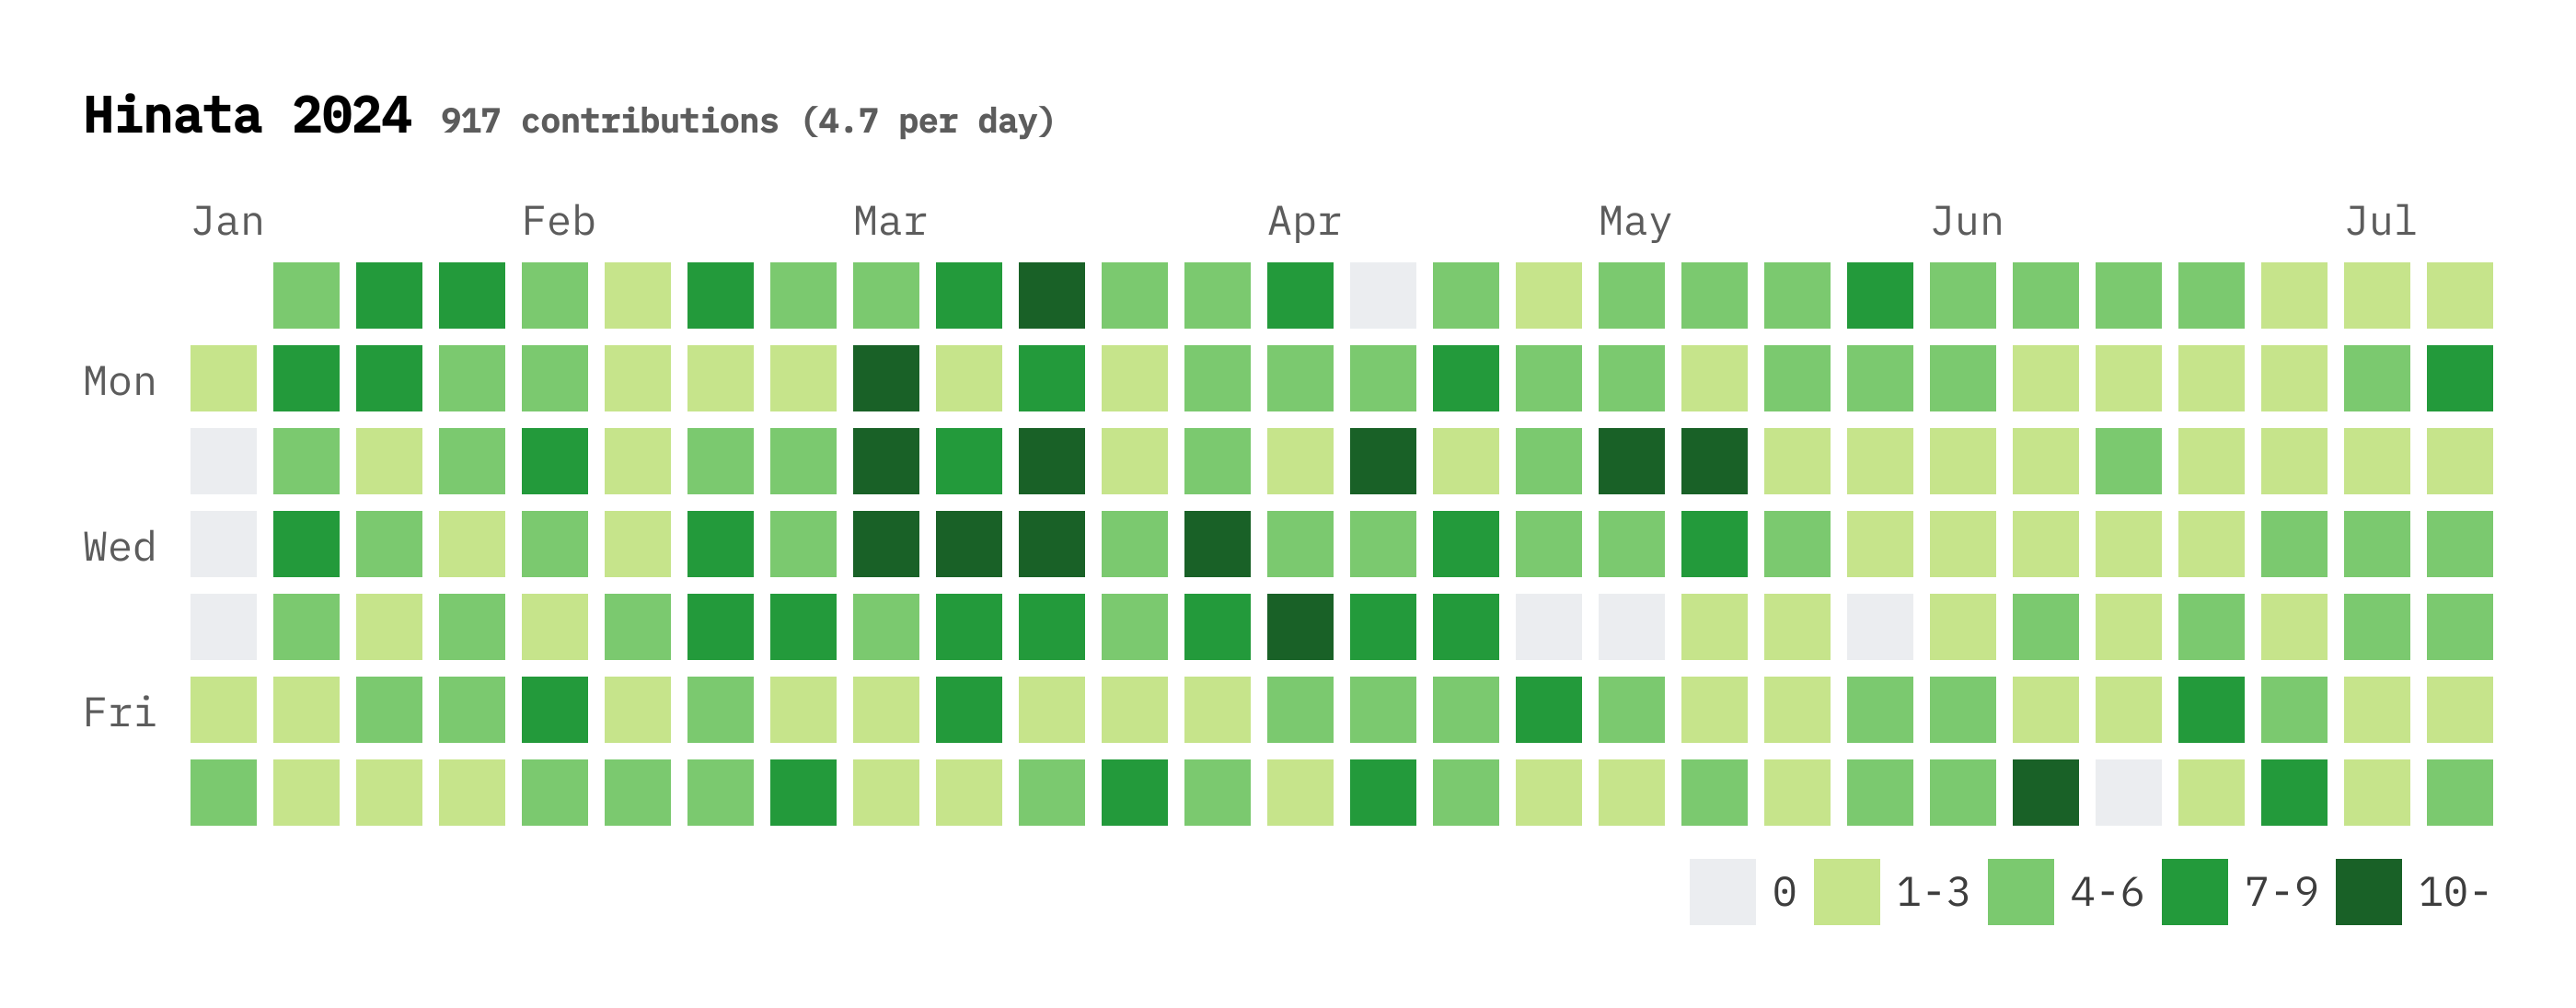 Hinata 2024 917 contributions (4.7 per day)
Jan Feb Mar Apr May Jun Jul
Mon
Wed
Fri
0 1-3 4-6 7-9 10-